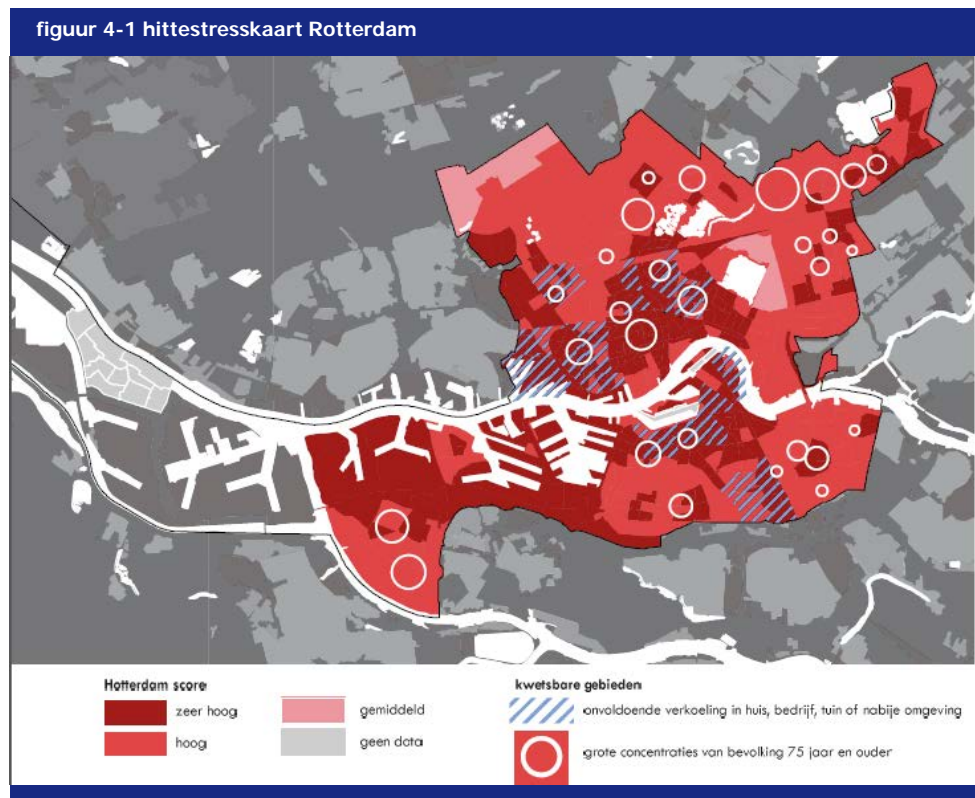 figuur 4-1 hittestresskaart Rotterdam
Hotterdam score
zeer hoog
hoog
gemiddeld
geen data
kwetsbare gebieden
onvoldoende verkoeling in huis, bedrijf, tuin of nabije omgeving
grote concentraties van bevolking 75 jaar en ouder